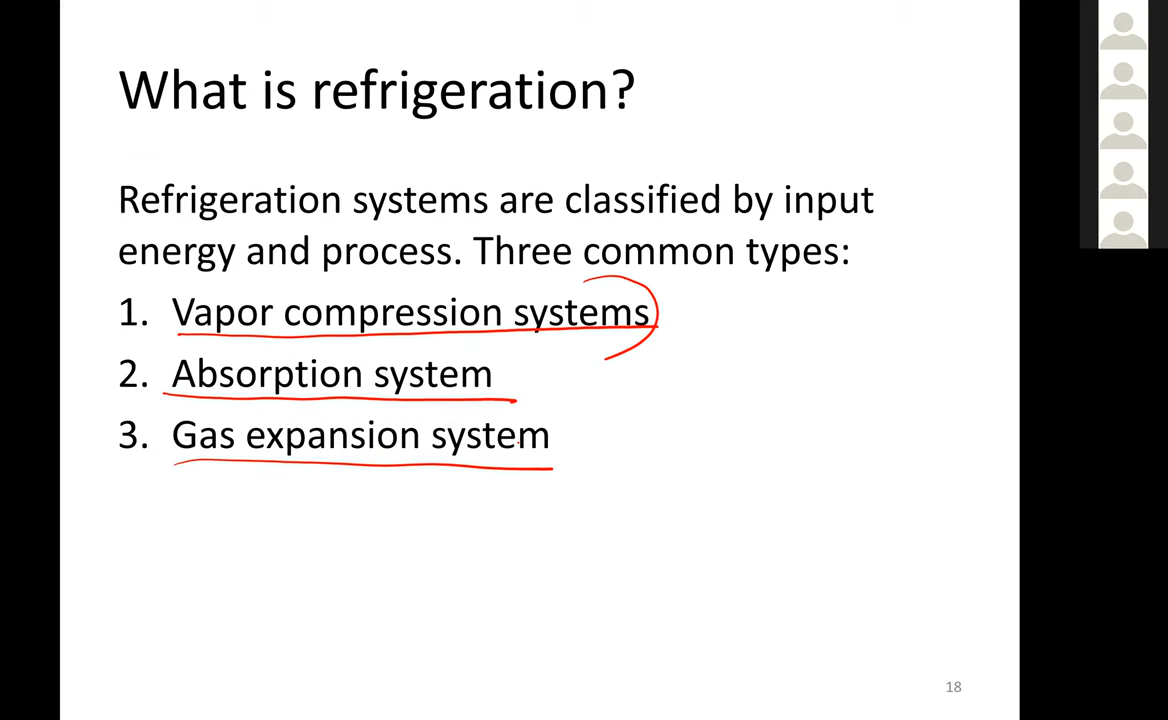 What is refrigeration?
Refrigeration systems are classified by input
energy and process. Three common types:
1. Vapor compression systems
2. Absorption system
3. Gas expansion system
18